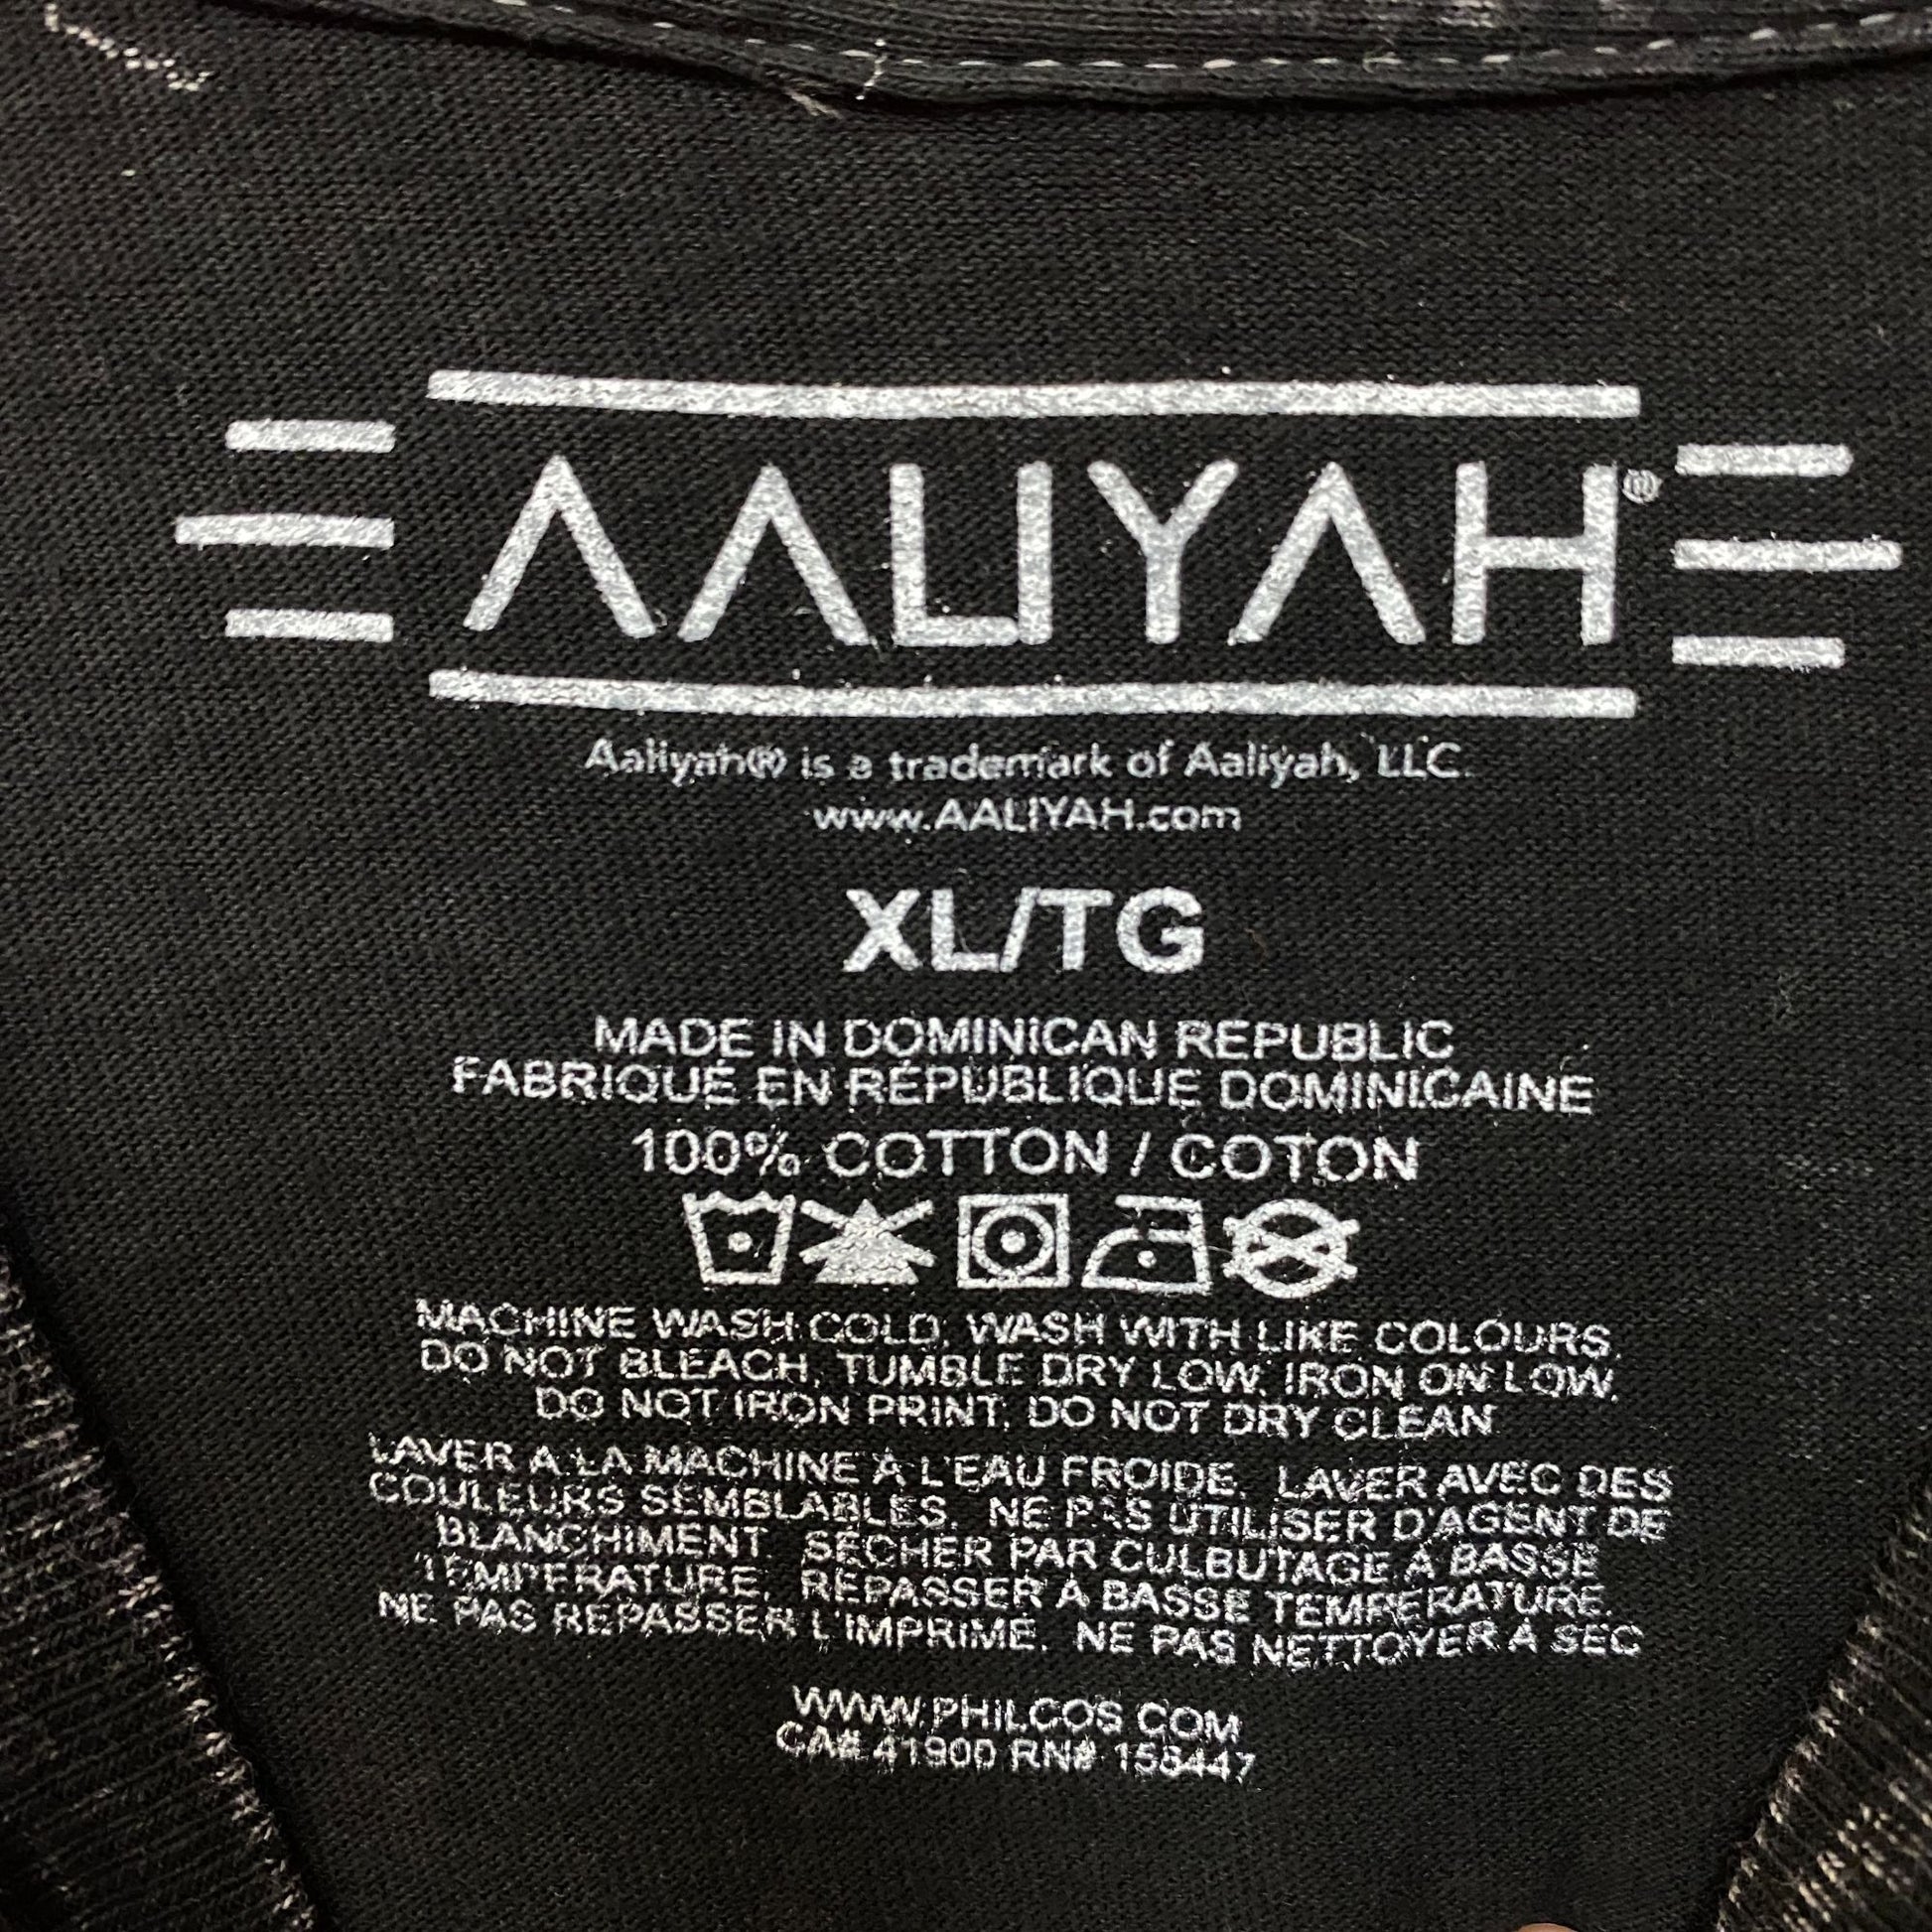 AALIYAH®
Aaliyah® is a trademark of Aaliyah, LLC.
www.AALIYAH.com
XL/TG
MADE IN DOMINICAN REPUBLIC
FABRIQUÉ EN RÉPUBLIQUE DOMINICAINE
100% COTTON / COTON
MACHINE WASH COLD, WASH WITH LIKE COLOURS,
DO NOT BLEACH, TUMBLE DRY LOW, IRON ON LOW,
DO NOT IRON PRINT, DO NOT DRY CLEAN
LAVER A LA MACHINE À L'EAU FROIDE. LAVER AVEC DES
COULEURS SEMBLABLES. NE PAS UTILISER D'AGENT DE
BLANCHIMENT. SÉCHER PAR CULBUTAGE À BASSE
TEMPÉRATURE. REPASSER À BASSE TEMPÉRATURE.
NE PAS REPASSER L'IMPRIMÉ. NE PAS NETTOYER À SEC
WWW.PHILCOS.COM
CA# 41900 RN# 158447